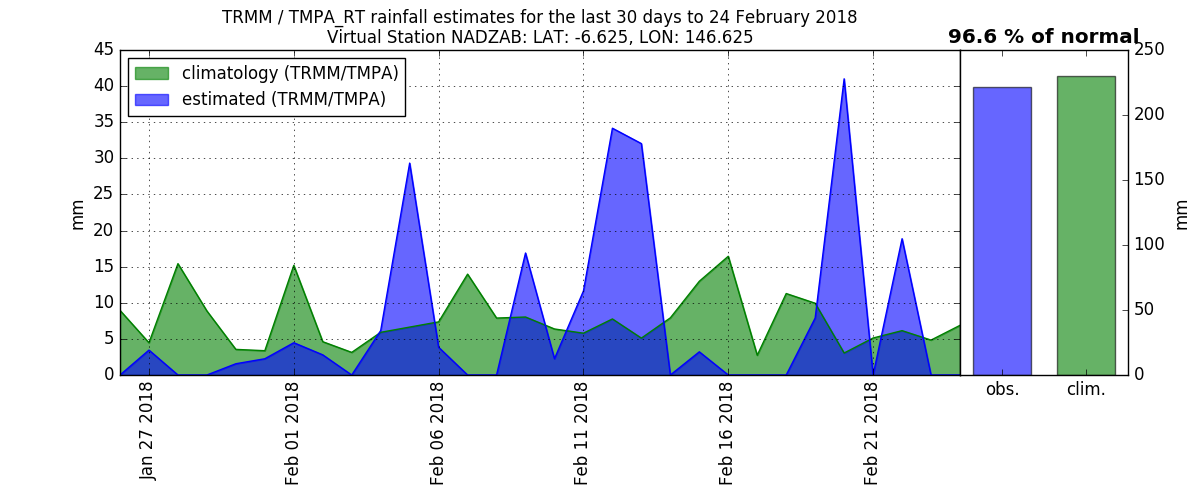 TRMM / TMPA_RT rainfall estimates for the last 30 days to 24 February 2018
Virtual Station NADZAB: LAT: -6.625, LON: 146.625
96.6 % of normal
climatology (TRMM/TMPA)
estimated (TRMM/TMPA)
mm
45
40
35
30
25
20
15
10
5
0
Jan 27 2018
Feb 01 2018
Feb 06 2018
Feb 11 2018
Feb 16 2018
Feb 21 2018
obs.
clim.
250
200
150
100
50
0
mm